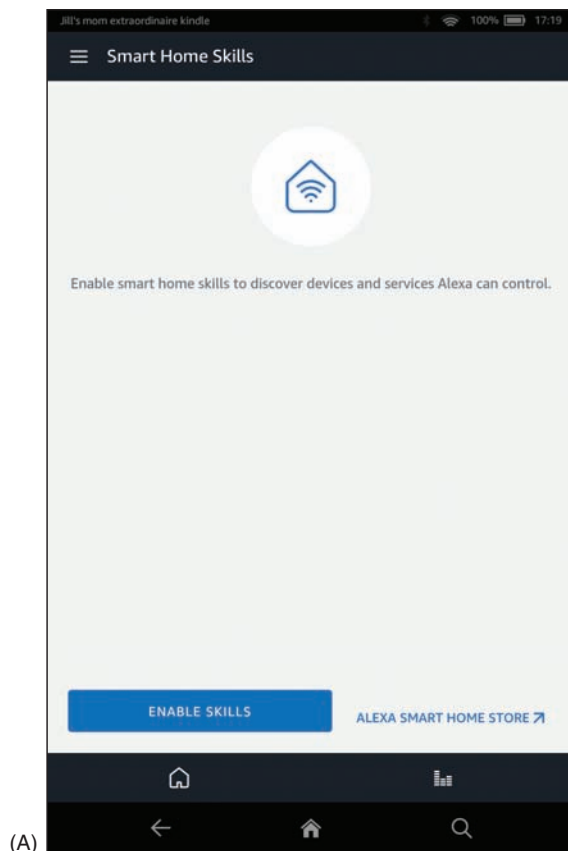 Jill's mom extraordinaire kindle 100% 17:19
Smart Home Skills
Enable smart home skills to discover devices and services Alexa can control.
ENABLE SKILLS
ALEXA SMART HOME STORE
(A)